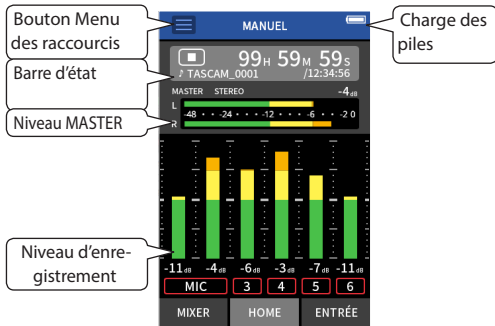 Bouton Menu
des raccourcis
MANUEL
Charge des
piles
Barre d'état
99H 59M 59S
♪ TASCAM_0001 /12:34:56
MASTER STEREO -4dB
L
-48 • • -24 • • • • -12 • • • -6 • • -2 0
R
Niveau MASTER
Niveau d'enre-
gistrement
-11dB -4dB -6dB -3dB -7dB -11dB
MIC 3 4 5 6
MIXER HOME ENTRÉE